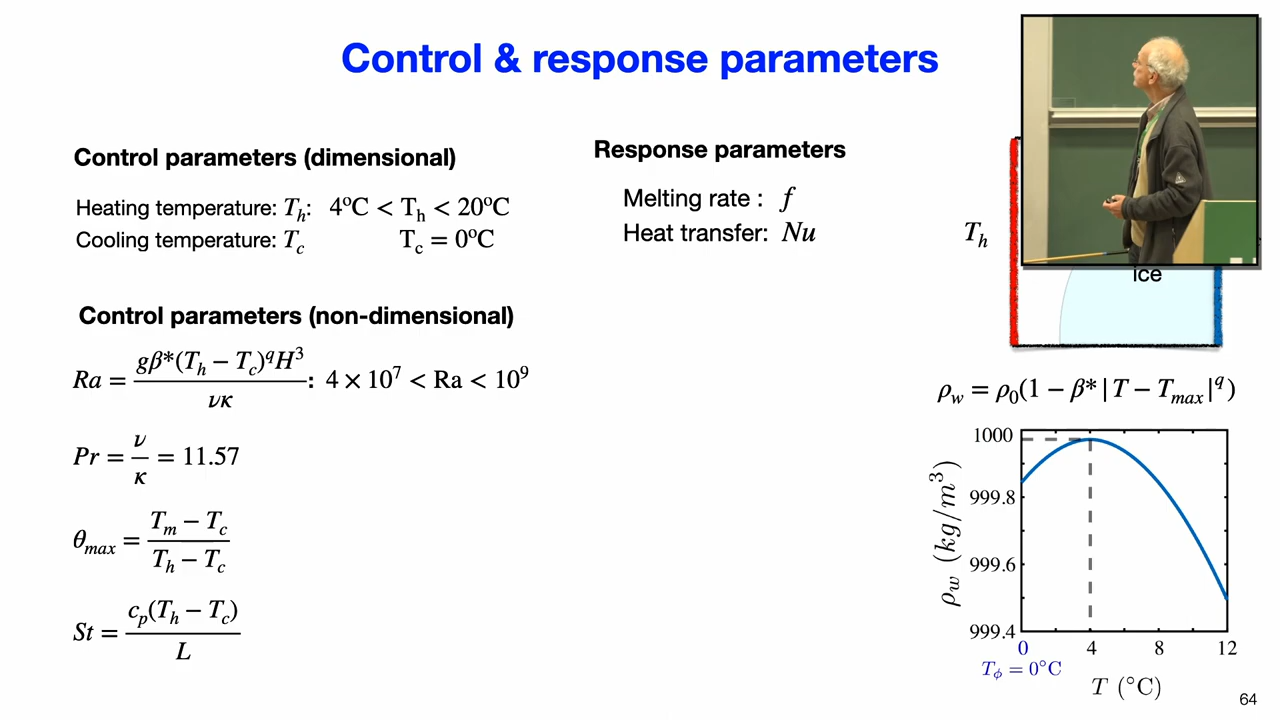 Control & response parameters
Control parameters (dimensional)
Heating temperature: T_h: 4°C < T_h < 20°C
Cooling temperature: T_c T_c = 0°C
Control parameters (non-dimensional)
Ra = gβ*(T_h − T_c)^q H^3 / νκ : 4 × 10^7 < Ra < 10^9
Pr = ν / κ = 11.57
θ_max = (T_m − T_c) / (T_h − T_c)
St = c_p(T_h − T_c) / L
Response parameters
Melting rate : f
Heat transfer: Nu
T_h
ice
ρ_w = ρ_0(1 − β* | T − T_max |^q)
1000
999.8
999.6
999.4
ρ_w (kg/m^3)
0 4 8 12
T_ϕ = 0°C
T (°C)
64